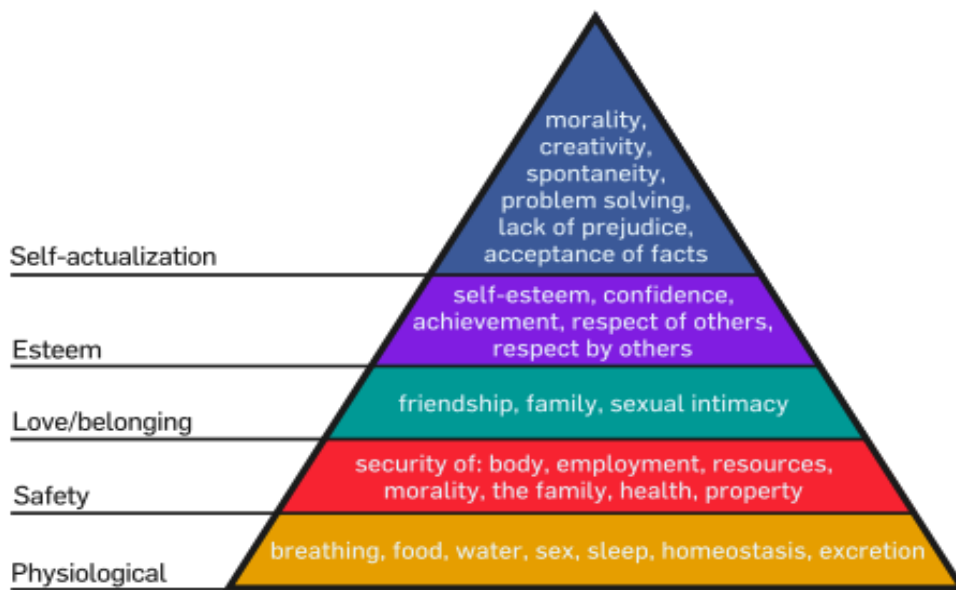 morality,
creativity,
spontaneity,
problem solving,
lack of prejudice,
acceptance of facts
Self-actualization
self-esteem, confidence,
achievement, respect of others,
respect by others
Esteem
friendship, family, sexual intimacy
Love/belonging
security of: body, employment, resources,
morality, the family, health, property
Safety
breathing, food, water, sex, sleep, homeostasis, excretion
Physiological